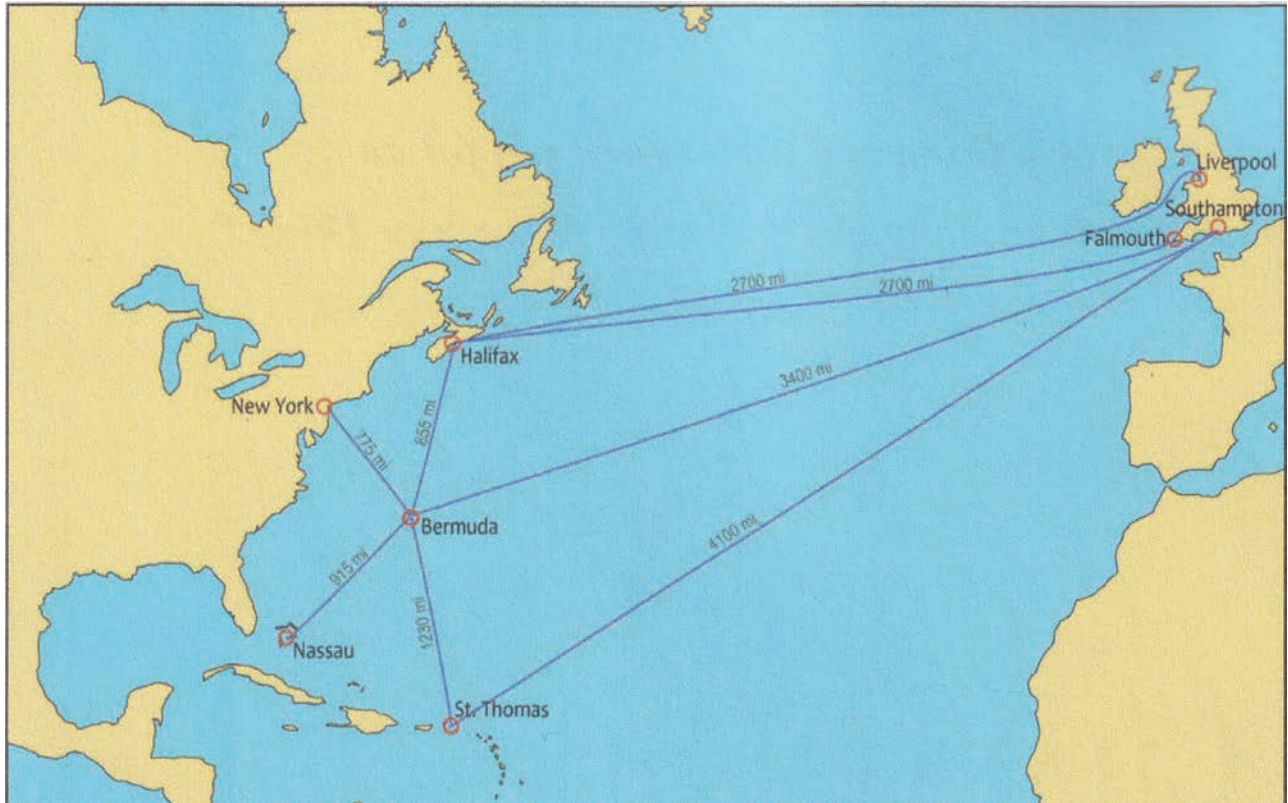 Liverpool
Southampton
Falmouth
2700 mi
2700 mi
Halifax
3400 mi
New York
775 mi
855 mi
Bermuda
4100 mi
915 mi
1230 mi
Nassau
St. Thomas